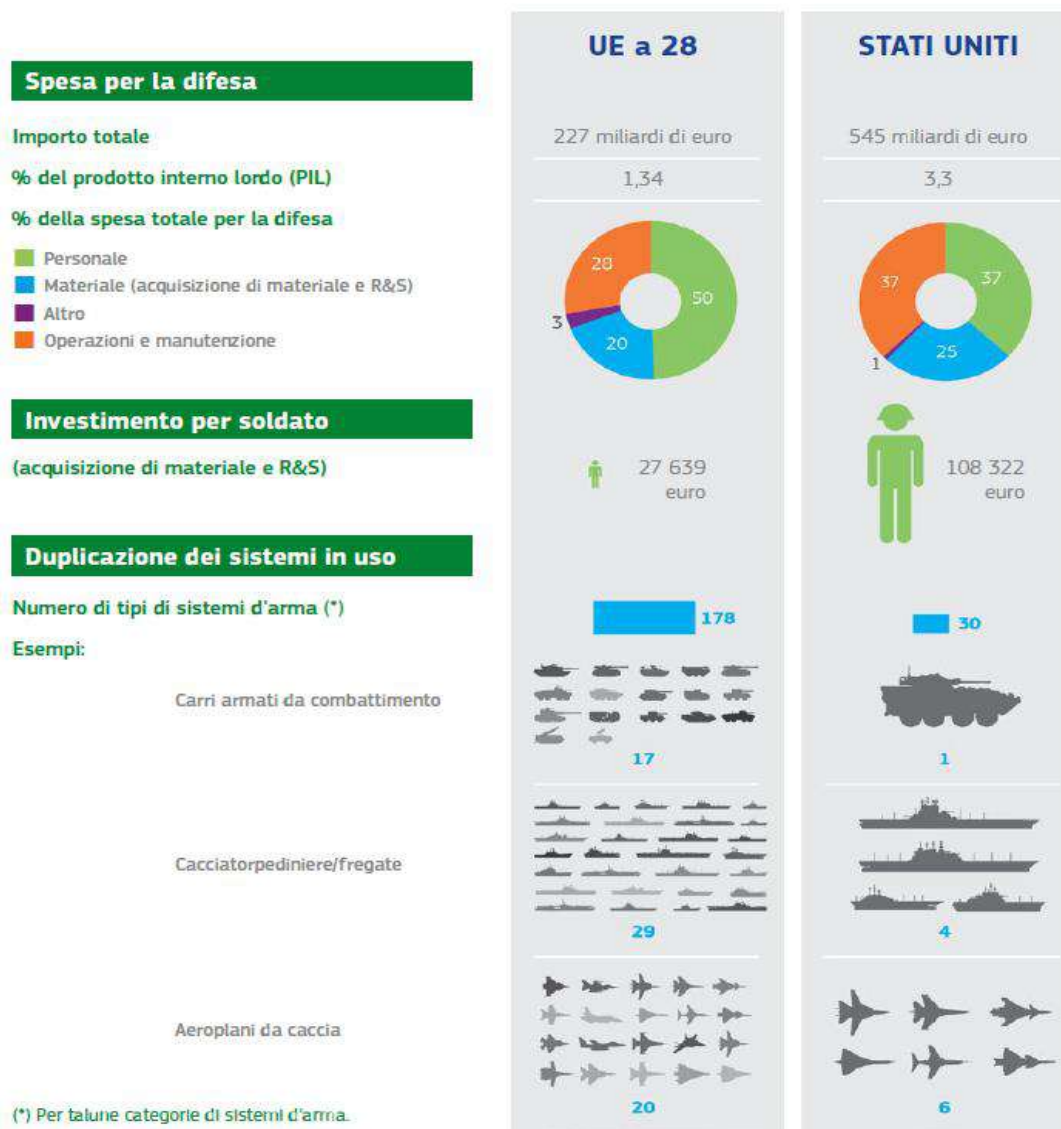 UE a 28
STATI UNITI
Spesa per la difesa
Importo totale
227 miliardi di euro
545 miliardi di euro
% del prodotto interno lordo (PIL)
1,34
3,3
% della spesa totale per la difesa
Personale
Materiale (acquisizione di materiale e R&S)
Altro
Operazioni e manutenzione
28
50
3
20
37
37
1
25
Investimento per soldato
(acquisizione di materiale e R&S)
27 639
euro
108 322
euro
Duplicazione dei sistemi in uso
Numero di tipi di sistemi d'arma (*)
178
30
Esempi:
Carri armati da combattimento
17
1
Cacciatorpediniere/fregate
29
4
Aeroplani da caccia
20
6
(*) Per talune categorie di sistemi d'arma.